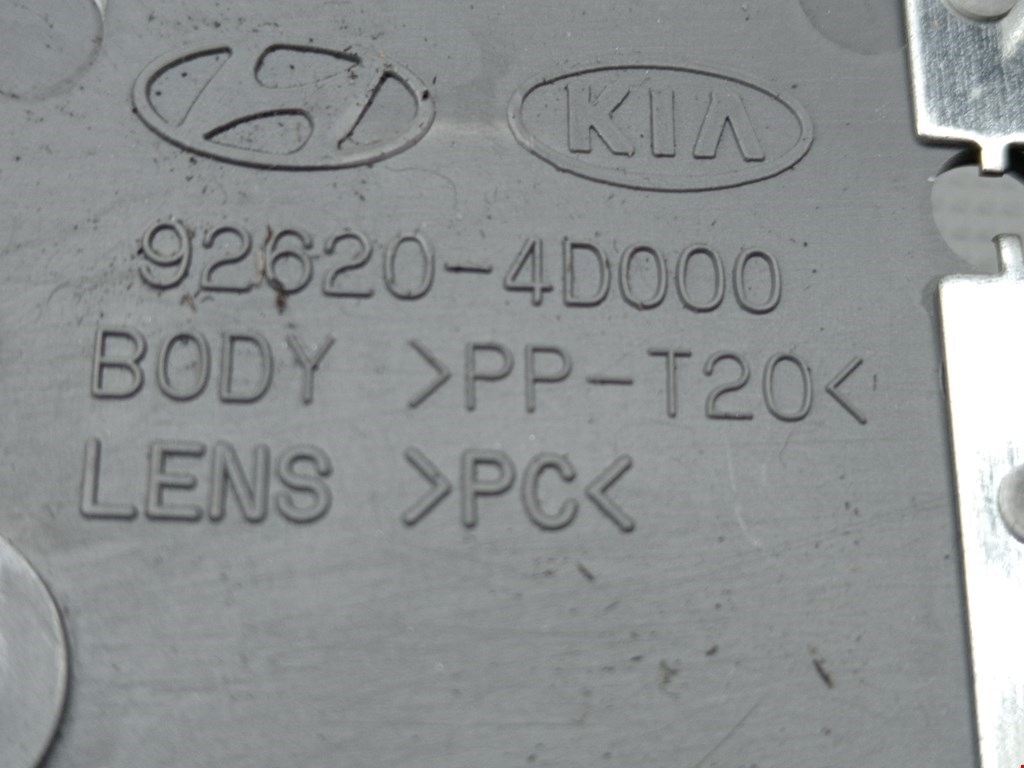 KIA
92620-4D000
BODY >PP-T20<
LENS >PC<